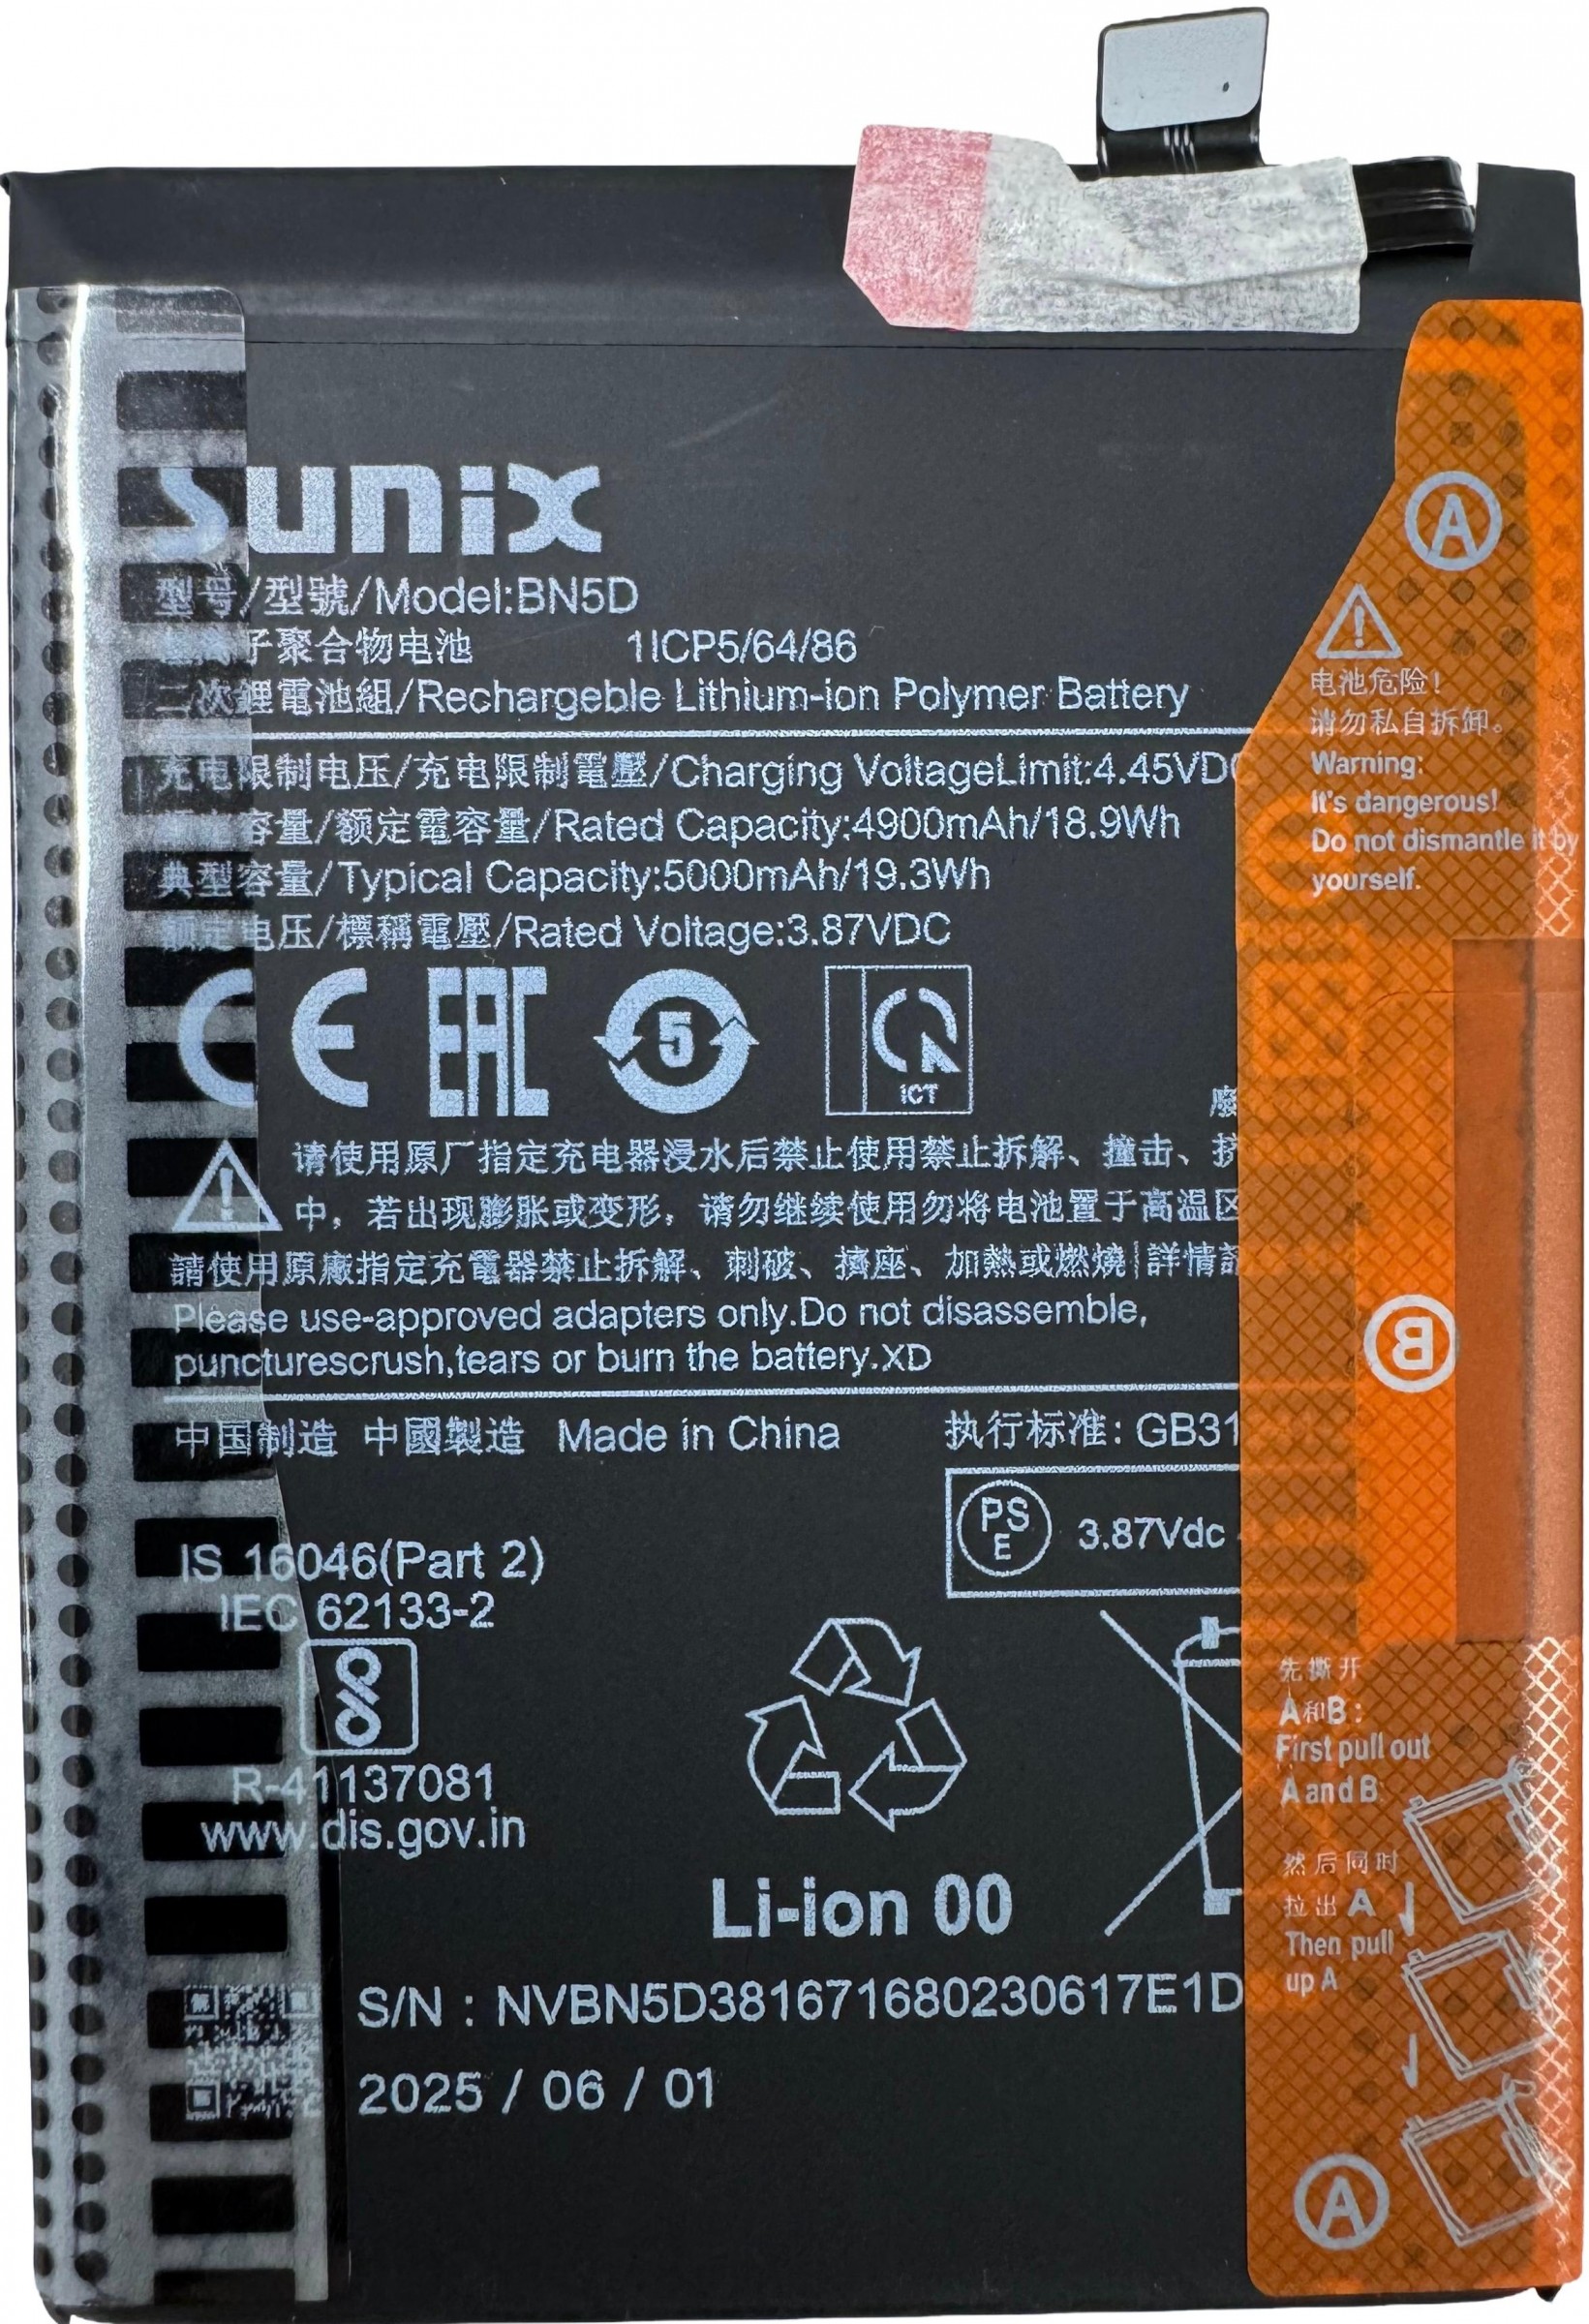 sunix
型号/型號/Model:BN5D
子聚合物电池 1ICP5/64/86
二次鋰電池組/Rechargeble Lithium-ion Polymer Battery
充电限制电压/充电限制電壓/Charging VoltageLimit:4.45VD
容量/额定電容量/Rated Capacity:4900mAh/18.9Wh
典型容量/Typical Capacity:5000mAh/19.3Wh
额定电压/標稱電壓/Rated Voltage:3.87VDC
CE EAC 5 iCT
廠
请使用原厂指定充电器浸水后禁止使用禁止拆解、撞击、挤
中，若出现膨胀或变形，请勿继续使用勿将电池置于高温区
請使用原廠指定充電器禁止拆解、刺破、擠座、加熱或燃燒|詳情
Please use-approved adapters only.Do not disassemble,
puncturescrush,tears or burn the battery.XD
中国制造 中國製造 Made in China 执行标准: GB31
PS E 3.87Vdc
IS 16046(Part 2)
IEC 62133-2
R-41137081
www.dis.gov.in
Li-ion 00
S/N : NVBN5D381671680230617E1D
2025 / 06 / 01
A
电池危险!
请勿私自拆卸。
Warning:
It's dangerous!
Do not dismantle it by
yourself.
B
先撕开
A和B:
First pull out
A and B
然后同时
拉出 A
Then pull
up A
A